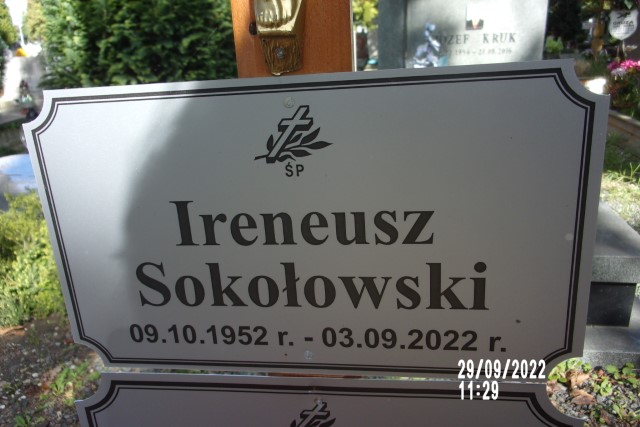 KRUK
ŚP
Ireneusz
Sokołowski
09.10.1952 r. - 03.09.2022 r.
29/09/2022
11:29